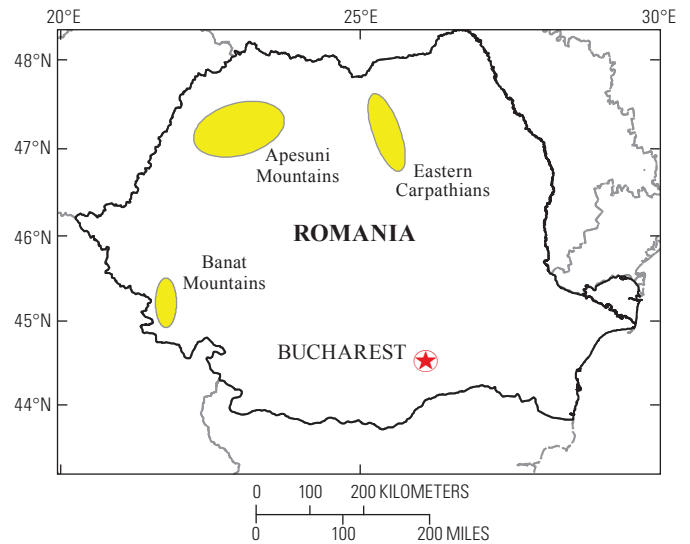 20°E 25°E 30°E
48°N
47°N
Apesuni
Mountains
Eastern
Carpathians
46°N
ROMANIA
Banat
Mountains
45°N
BUCHAREST
44°N
0 100 200 KILOMETERS
0 100 200 MILES